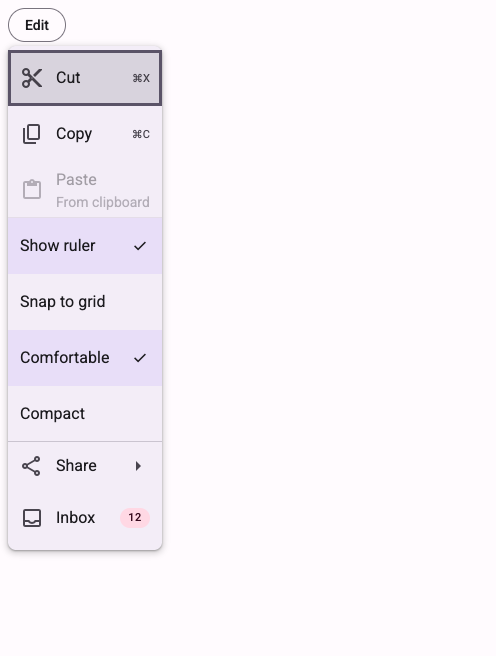 Edit
Cut ⌘X
Copy ⌘C
Paste
From clipboard
Show ruler
Snap to grid
Comfortable
Compact
Share
Inbox 12